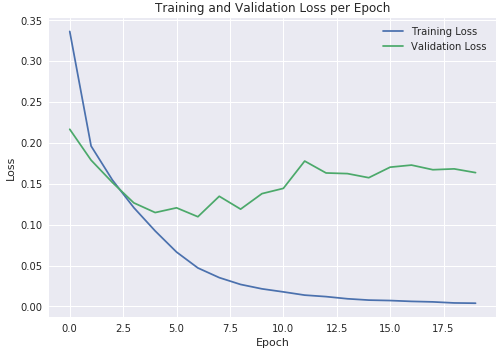 Training and Validation Loss per Epoch
Training Loss
Validation Loss
Loss
0.35
0.30
0.25
0.20
0.15
0.10
0.05
0.00
0.0 2.5 5.0 7.5 10.0 12.5 15.0 17.5
Epoch